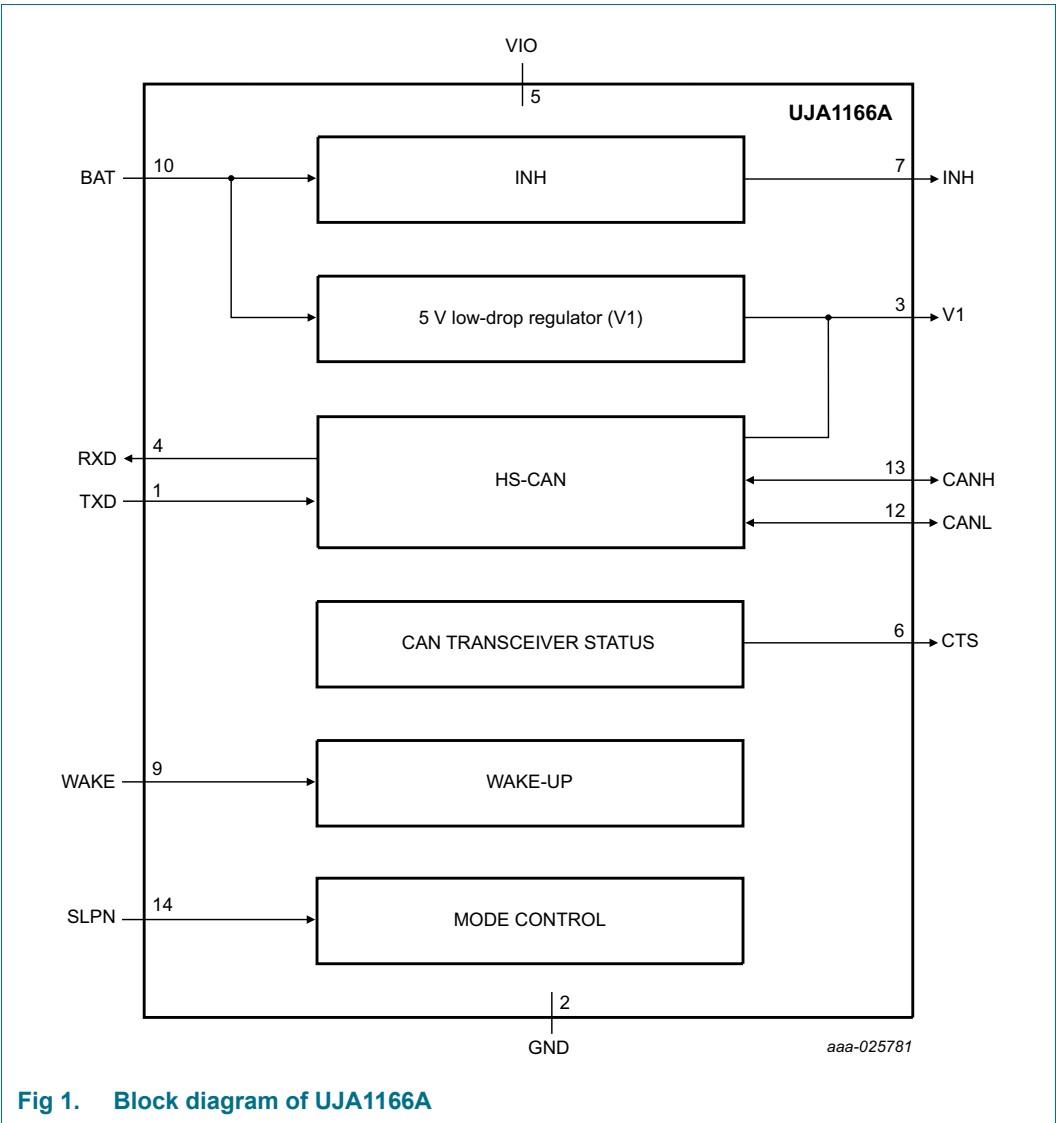 VIO
5
UJA1166A
BAT
10
INH
7
INH
5 V low-drop regulator (V1)
3
V1
RXD
4
TXD
1
HS-CAN
13
CANH
12
CANL
CAN TRANSCEIVER STATUS
6
CTS
WAKE
9
WAKE-UP
SLPN
14
MODE CONTROL
2
GND
aaa-025781
Fig 1. Block diagram of UJA1166A